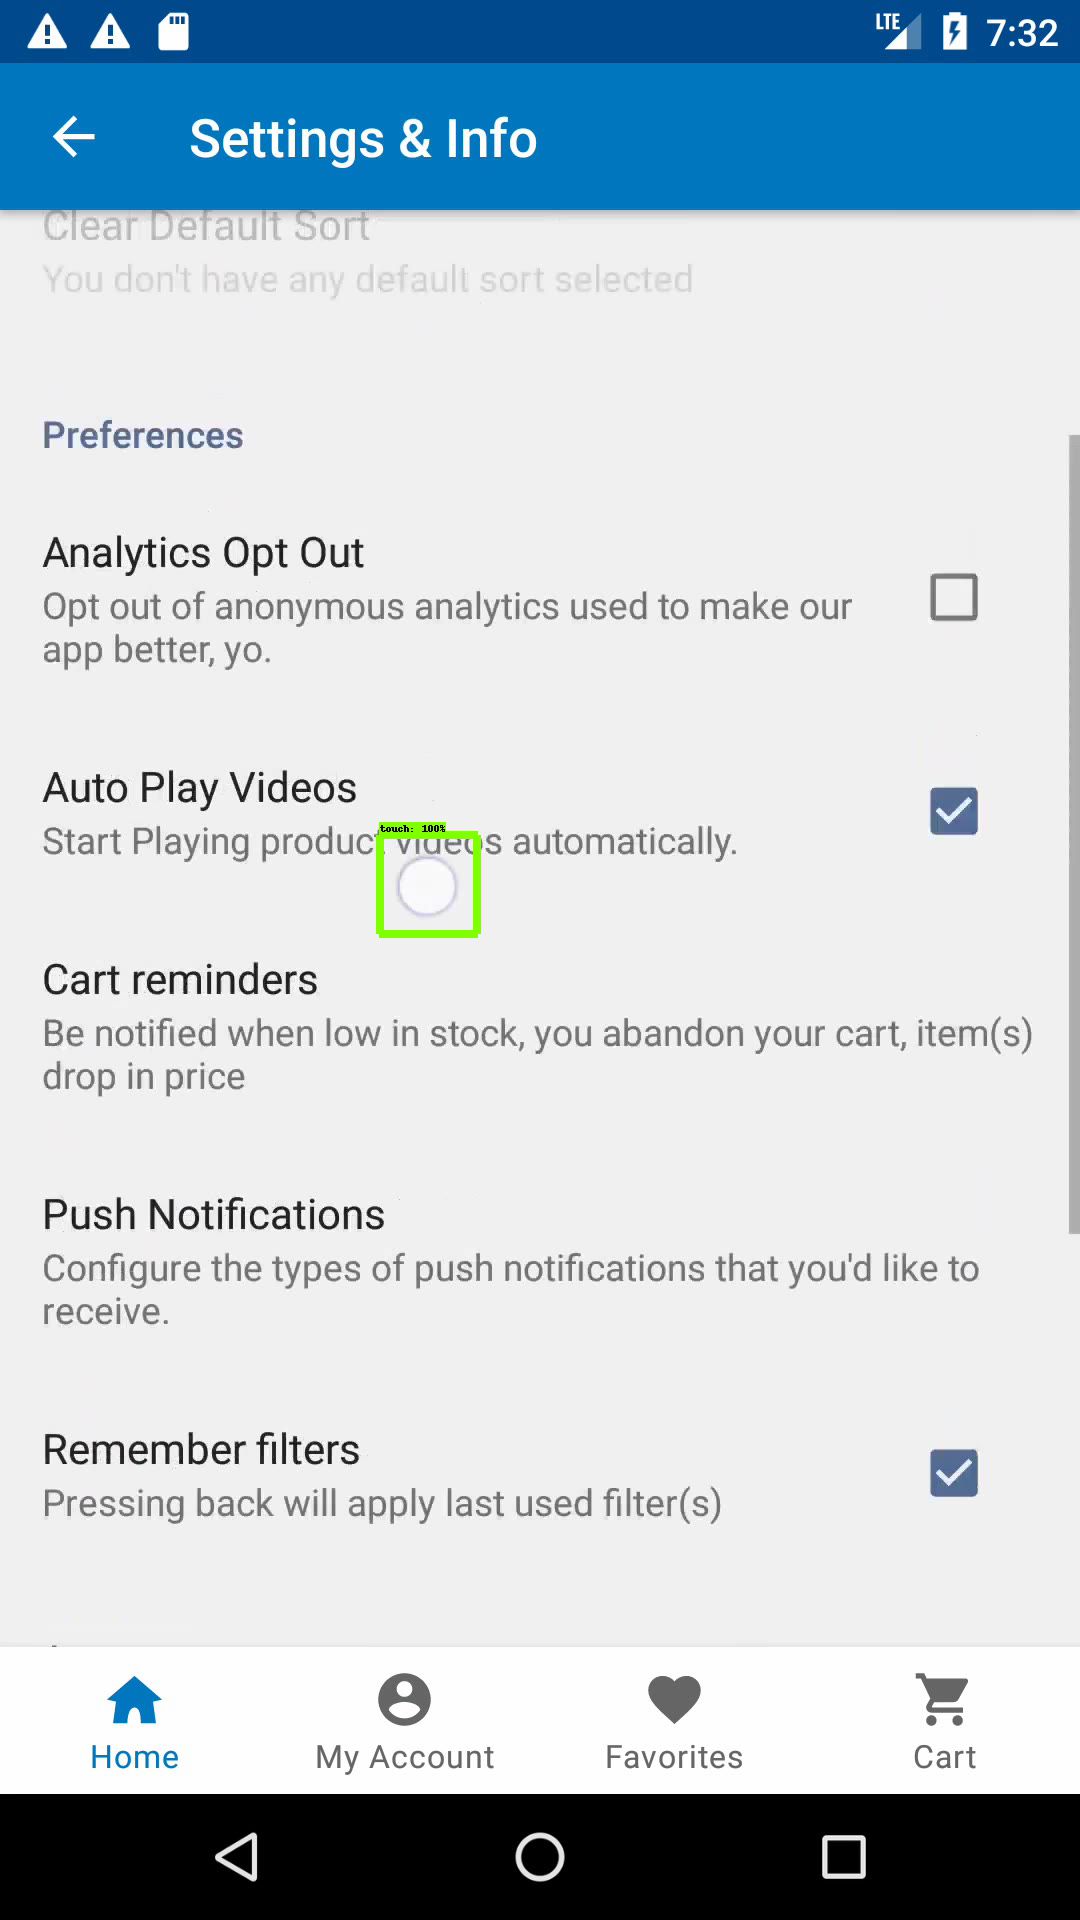 LTE 7:32
Settings & Info
Clear Default Sort
You don't have any default sort selected
Preferences
Analytics Opt Out
Opt out of anonymous analytics used to make our
app better, yo.
Auto Play Videos
touch: 100%
Start Playing product videos automatically.
Cart reminders
Be notified when low in stock, you abandon your cart, item(s)
drop in price
Push Notifications
Configure the types of push notifications that you'd like to
receive.
Remember filters
Pressing back will apply last used filter(s)
Home
My Account
Favorites
Cart